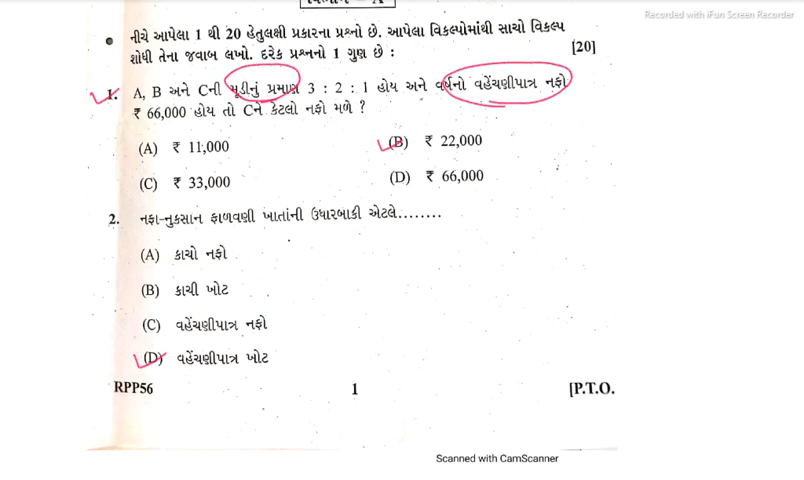 Recorded with iFun Screen Recorder
નીચે આપેલા 1 થી 20 હેતુલક્ષી પ્રકારના પ્રશ્નો છે. આપેલા વિકલ્પોમાંથી સાચો વિકલ્પ
શોધી તેના જવાબ લખો. દરેક પ્રશ્નનો 1 ગુણ છે : [20]
1. A, B અને Cની મૂડીનું પ્રમાણ 3 : 2 : 1 હોય અને વર્ષનો વહેંચણીપાત્ર નફો
₹ 66,000 હોય તો Cને કેટલો નફો મળે ?
(A) ₹ 11,000 (B) ₹ 22,000
(C) ₹ 33,000 (D) ₹ 66,000
2. નફા-નુકસાન ફાળવણી ખાતાંની ઉધારબાકી એટલે........
(A) કાચો નફો
(B) કાચી ખોટ
(C) વહેંચણીપાત્ર નફો
(D) વહેંચણીપાત્ર ખોટ
RPP56 1 [P.T.O.
Scanned with CamScanner